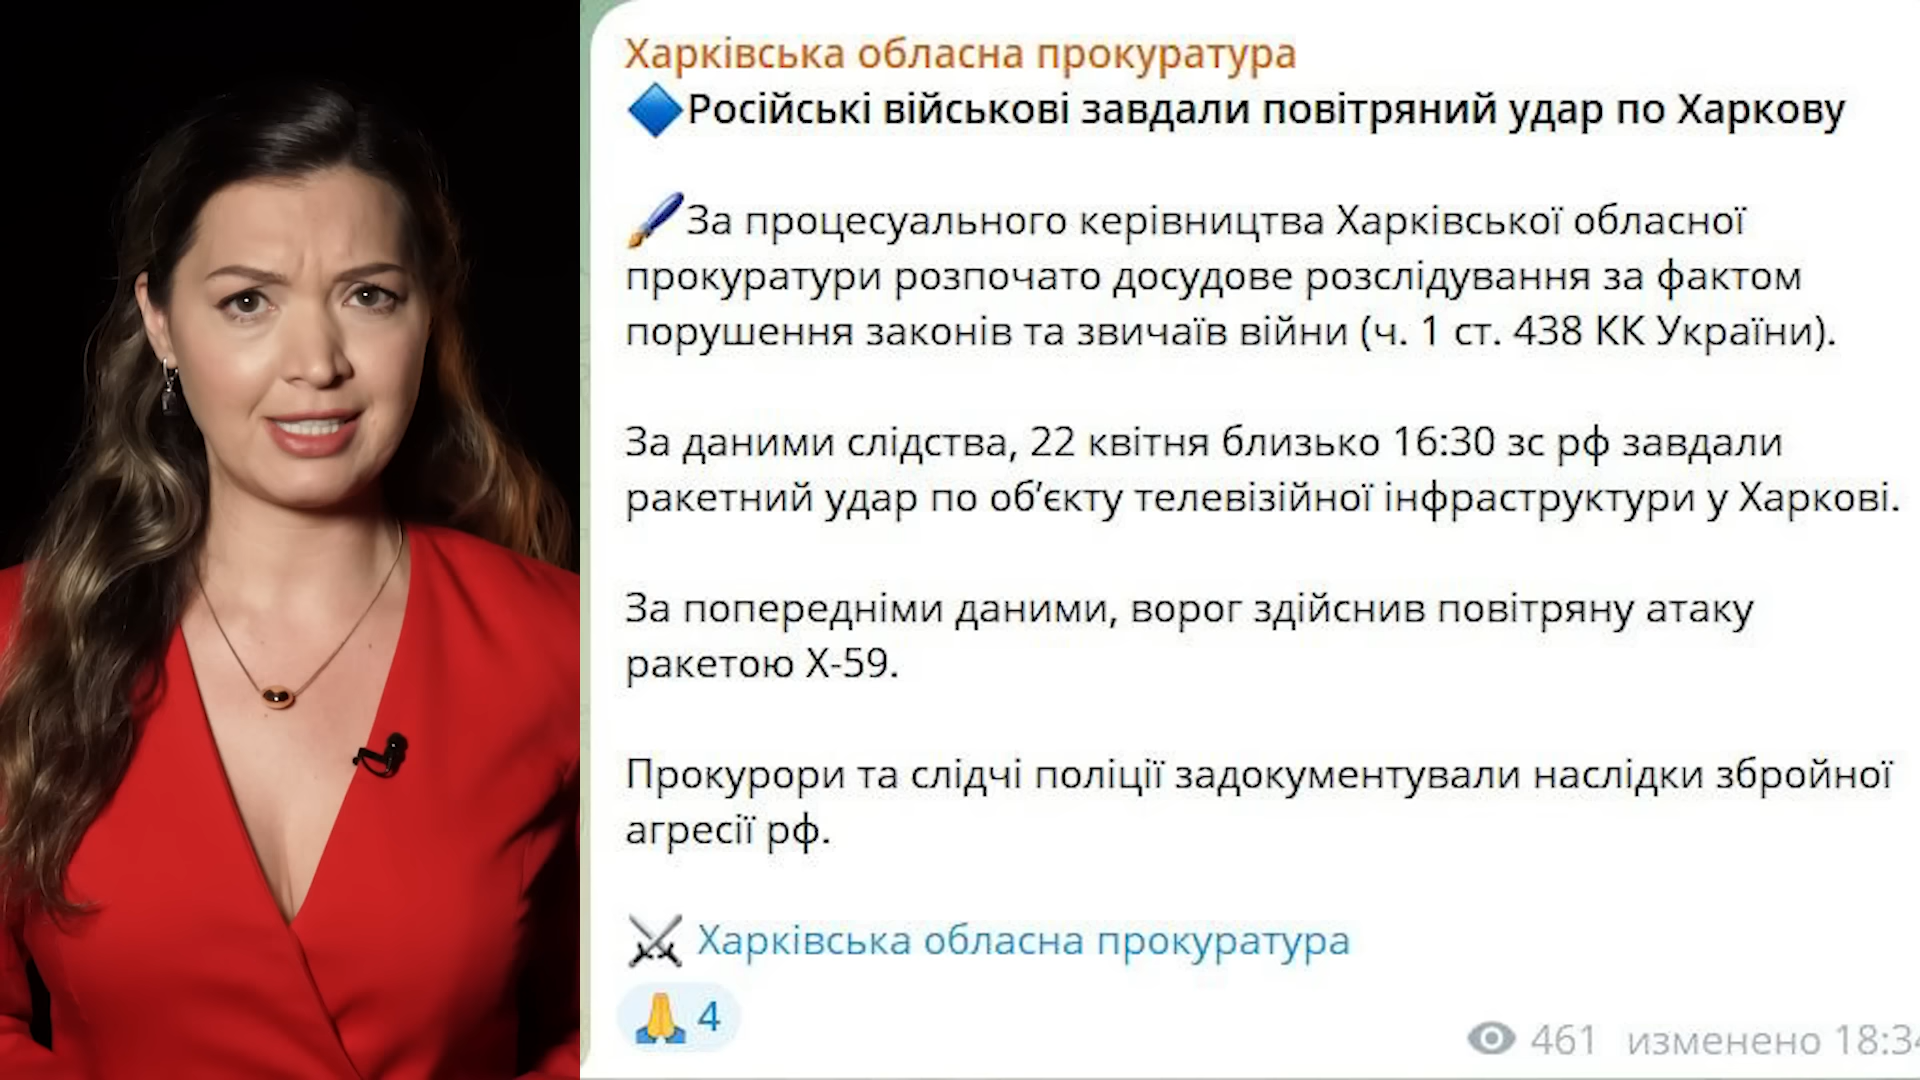 Харківська обласна прокуратура
Російські військові завдали повітряний удар по Харкову
За процесуального керівництва Харківської обласної
прокуратури розпочато досудове розслідування за фактом
порушення законів та звичаїв війни (ч. 1 ст. 438 КК України).
За даними слідства, 22 квітня близько 16:30 зс рф завдали
ракетний удар по об’єкту телевізійної інфраструктури у Харкові.
За попередніми даними, ворог здійснив повітряну атаку
ракетою Х-59.
Прокурори та слідчі поліції задокументували наслідки збройної
агресії рф.
Харківська обласна прокуратура
4
461 изменено 18:34